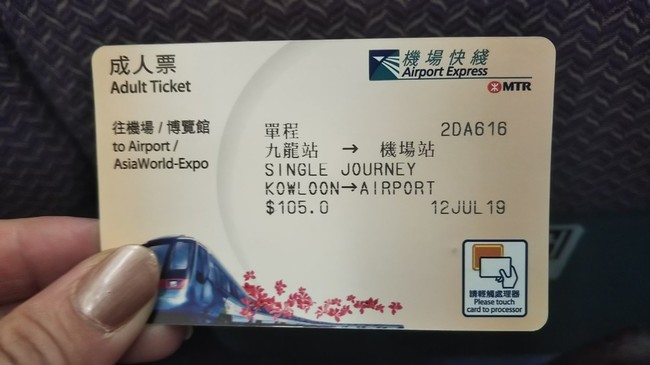 成人票
Adult Ticket
機場快綫
Airport Express
MTR
往機場 / 博覽館
to Airport /
AsiaWorld-Expo
單程 2DA616
九龍站 → 機場站
SINGLE JOURNEY
KOWLOON→AIRPORT
$105.0 12JUL19
請輕觸處理器
Please touch
card to processor